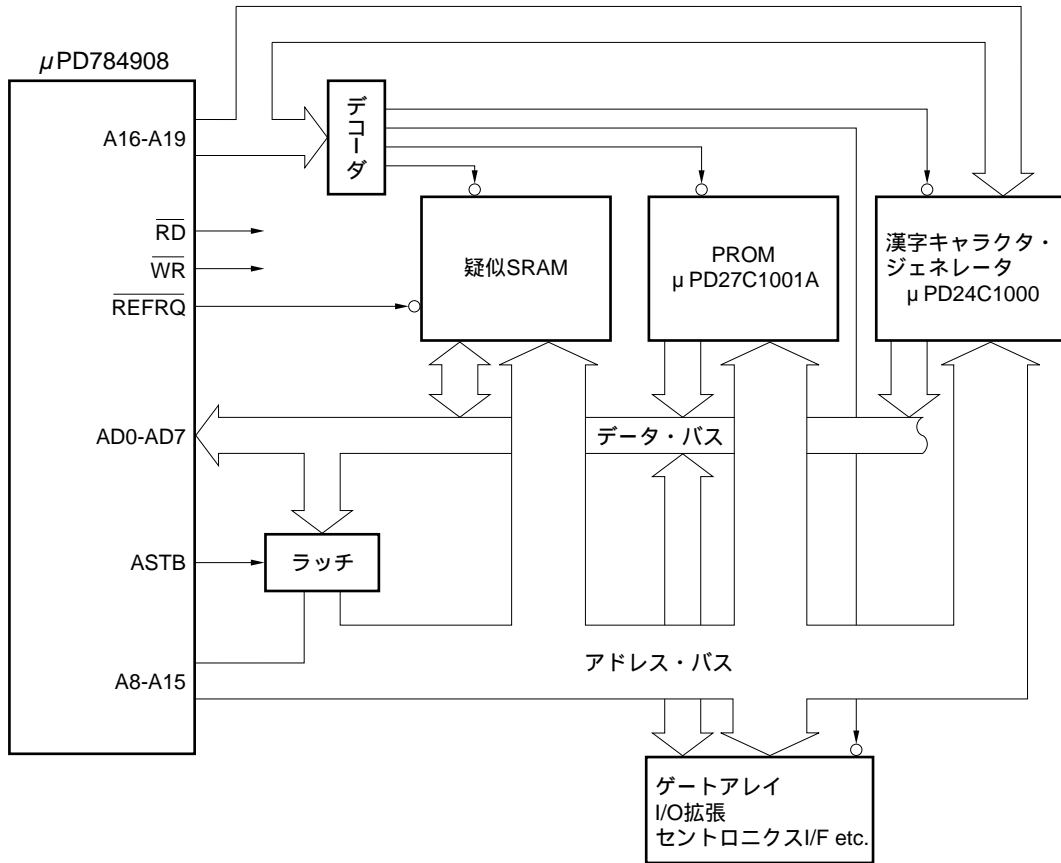 μPD784908
A16-A19
RD
WR
REFRQ
AD0-AD7
ASTB
A8-A15
デコーダ
疑似SRAM
PROM
μPD27C1001A
漢字キャラクタ・
ジェネレータ
μPD24C1000
データ・バス
ラッチ
アドレス・バス
ゲートアレイ
I/O拡張
セントロニクスI/F etc.